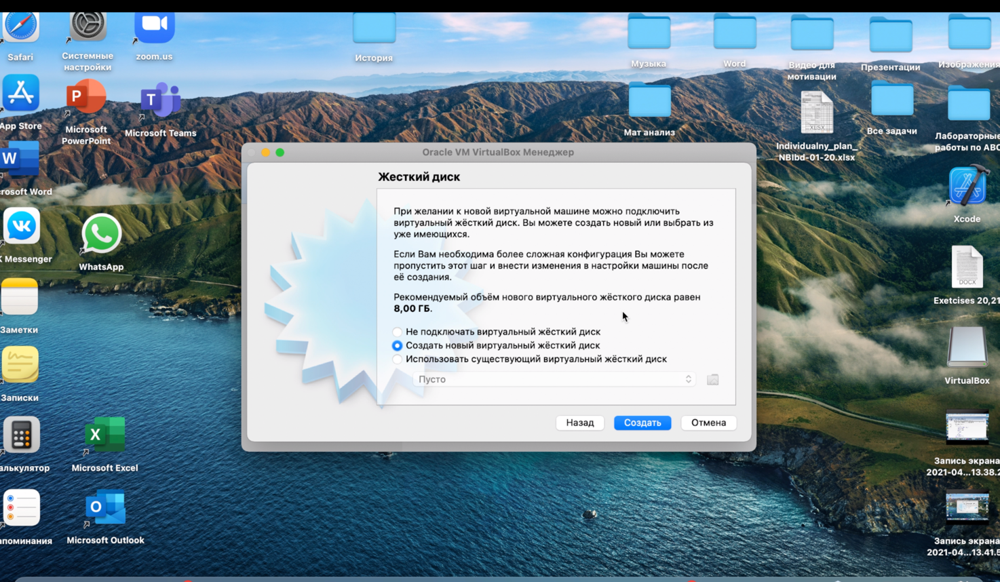 Safari
Системные
настройки
zoom.us
История
Музыка
Word
Видео для
мотивации
Презентации
Изображения
App Store
P
Microsoft
PowerPoint
T
Microsoft Teams
Мат анализ
XLSX
Individualny_plan_
NBIbd-01-20.xlsx
Все задачи
Лабораторные
работы по АВС
W
rosoft Word
Oracle VM VirtualBox Менеджер
Жесткий диск
При желании к новой виртуальной машине можно подключить
виртуальный жёсткий диск. Вы можете создать новый или выбрать из
уже имеющихся.
Если Вам необходима более сложная конфигурация Вы можете
пропустить этот шаг и внести изменения в настройки машины после
её создания.
Рекомендуемый объём нового виртуального жёсткого диска равен
8,00 ГБ.
Не подключать виртуальный жёсткий диск
Создать новый виртуальный жёсткий диск
Использовать существующий виртуальный жёсткий диск
Пусто
Назад
Создать
Отмена
Xcode
Messenger
WhatsApp
DOCX
Exetcises 20,21
Заметки
VirtualBox
Записки
X
алькулятор
Microsoft Excel
Запись экрана
2021-04...13.38.2
O
апоминания
Microsoft Outlook
Запись экрана
2021-04...13.41.5